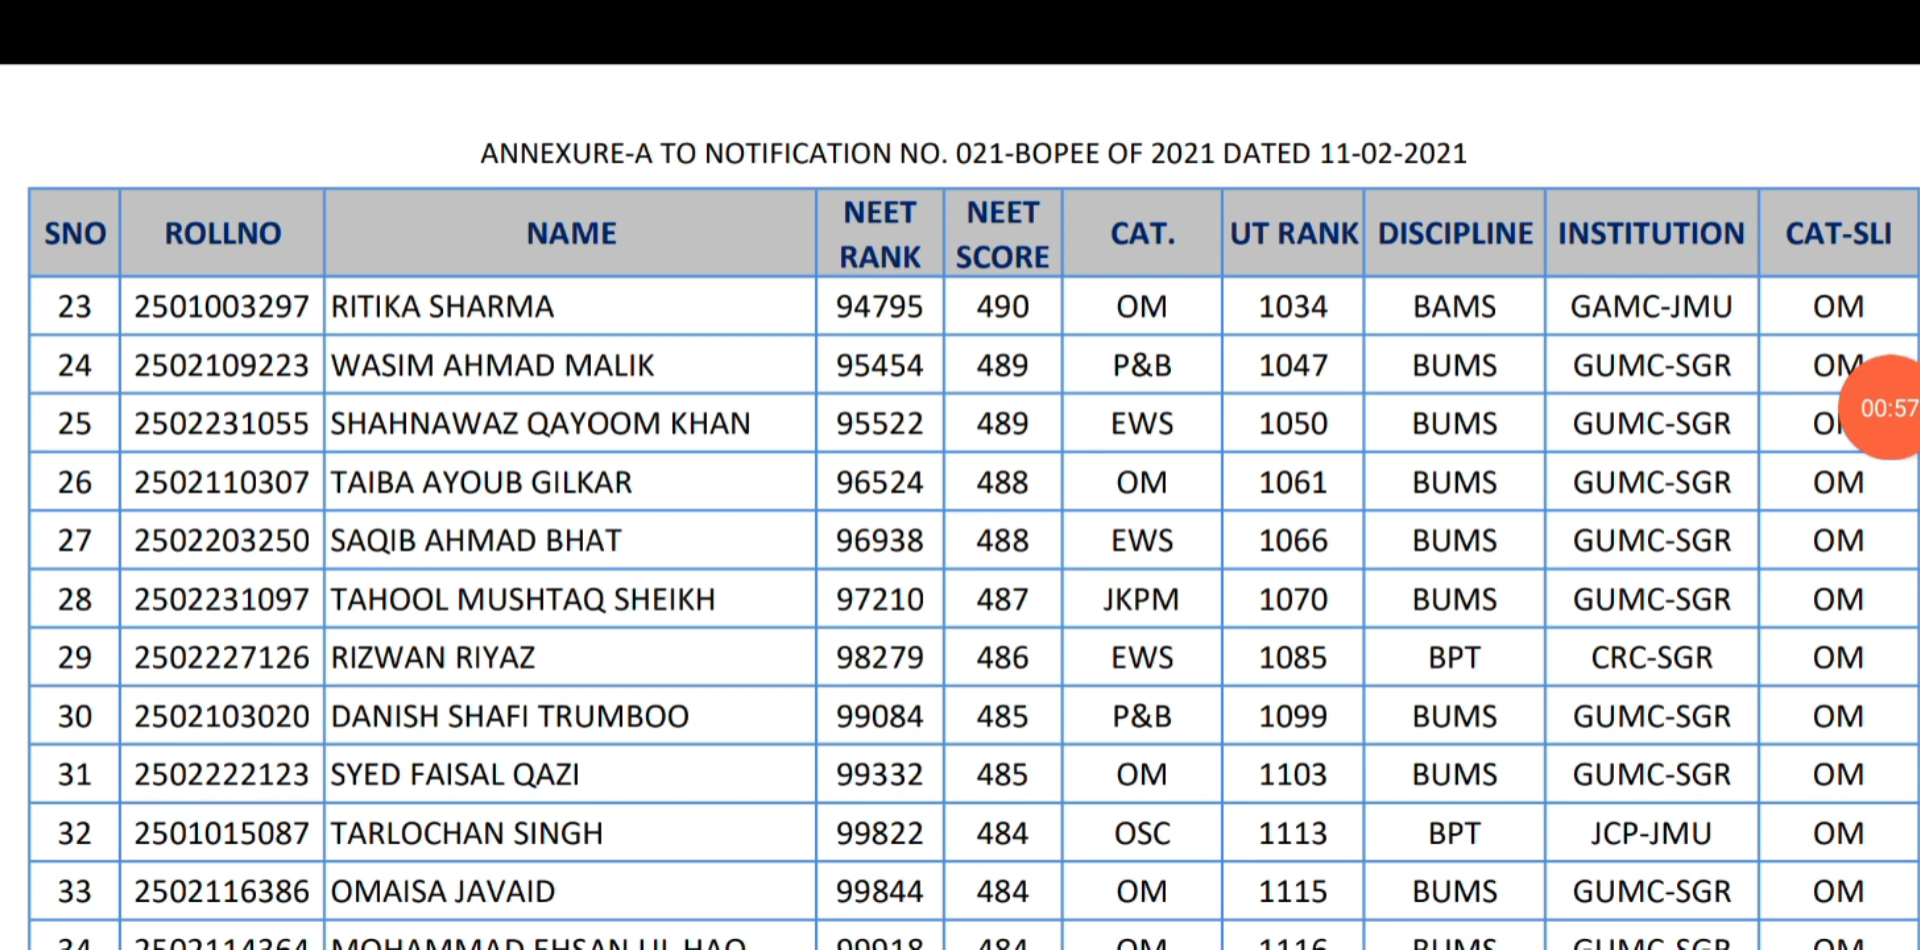 ANNEXURE-A TO NOTIFICATION NO. 021-BOPEE OF 2021 DATED 11-02-2021
SNO ROLLNO NAME NEET RANK NEET SCORE CAT. UT RANK DISCIPLINE INSTITUTION CAT-SLI
23 2501003297 RITIKA SHARMA 94795 490 OM 1034 BAMS GAMC-JMU OM
24 2502109223 WASIM AHMAD MALIK 95454 489 P&B 1047 BUMS GUMC-SGR OM
25 2502231055 SHAHNAWAZ QAYOOM KHAN 95522 489 EWS 1050 BUMS GUMC-SGR
00:57
26 2502110307 TAIBA AYOUB GILKAR 96524 488 OM 1061 BUMS GUMC-SGR OM
27 2502203250 SAQIB AHMAD BHAT 96938 488 EWS 1066 BUMS GUMC-SGR OM
28 2502231097 TAHOOL MUSHTAQ SHEIKH 97210 487 JKPM 1070 BUMS GUMC-SGR OM
29 2502227126 RIZWAN RIYAZ 98279 486 EWS 1085 BPT CRC-SGR OM
30 2502103020 DANISH SHAFI TRUMBOO 99084 485 P&B 1099 BUMS GUMC-SGR OM
31 2502222123 SYED FAISAL QAZI 99332 485 OM 1103 BUMS GUMC-SGR OM
32 2501015087 TARLOCHAN SINGH 99822 484 OSC 1113 BPT JCP-JMU OM
33 2502116386 OMAISA JAVAID 99844 484 OM 1115 BUMS GUMC-SGR OM
34 2502114364 MOHAMMAD EHSAN UL HAQ 99918 484 OM 1116 BUMS GUMC-SGR OM